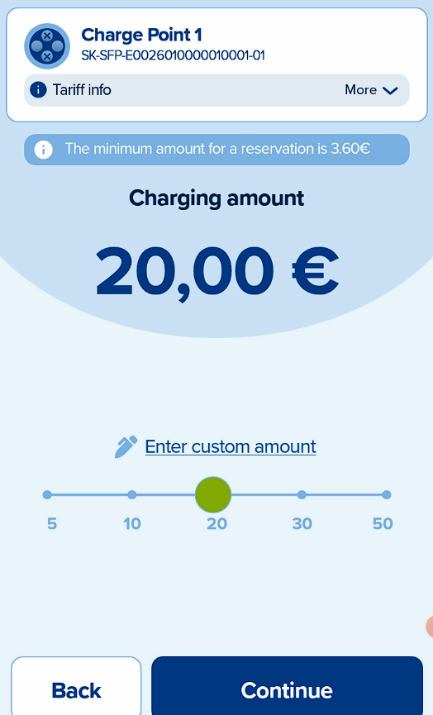 Charge Point 1
SK-SFP-E0026010000010001-01
Tariff info More
The minimum amount for a reservation is 3.60€
Charging amount
20,00 €
Enter custom amount
5 10 20 30 50
Back Continue